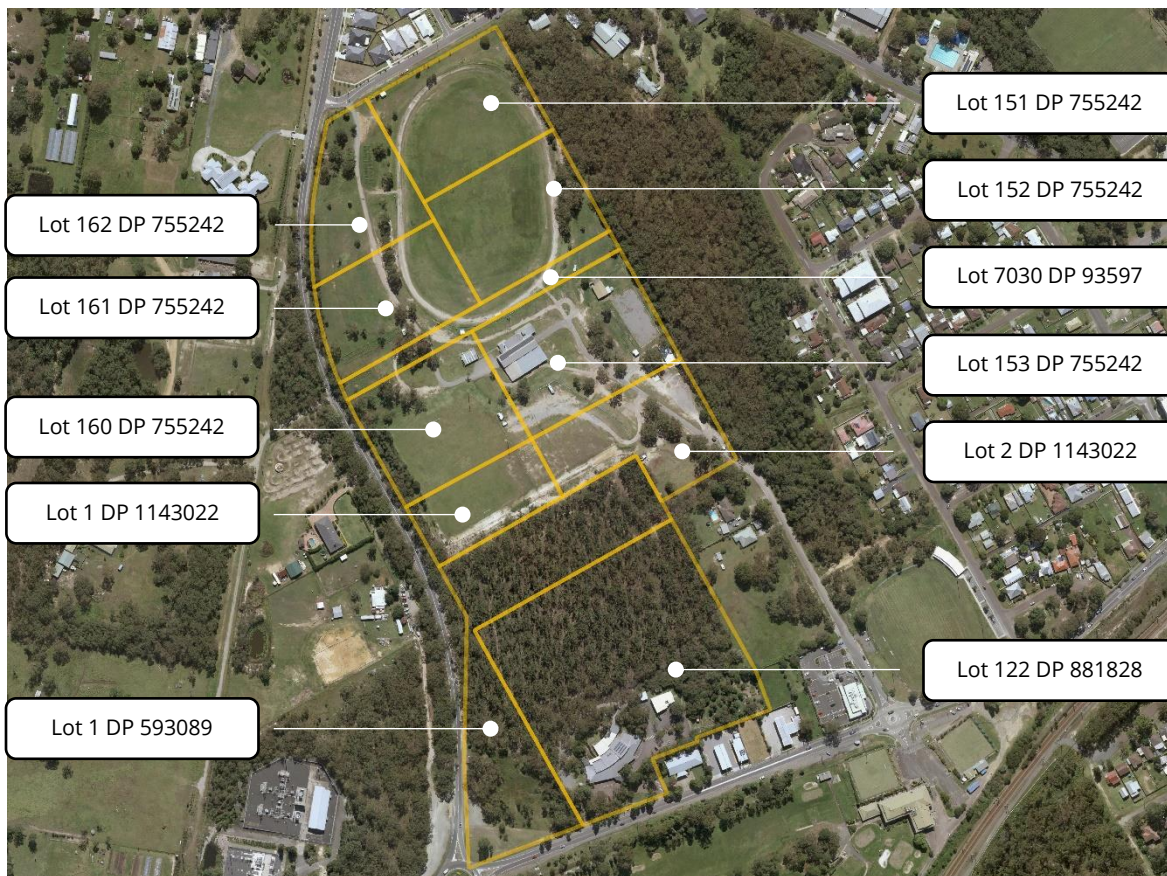 Lot 151 DP 755242
Lot 152 DP 755242
Lot 162 DP 755242
Lot 7030 DP 93597
Lot 161 DP 755242
Lot 153 DP 755242
Lot 160 DP 755242
Lot 2 DP 1143022
Lot 1 DP 1143022
Lot 122 DP 881828
Lot 1 DP 593089